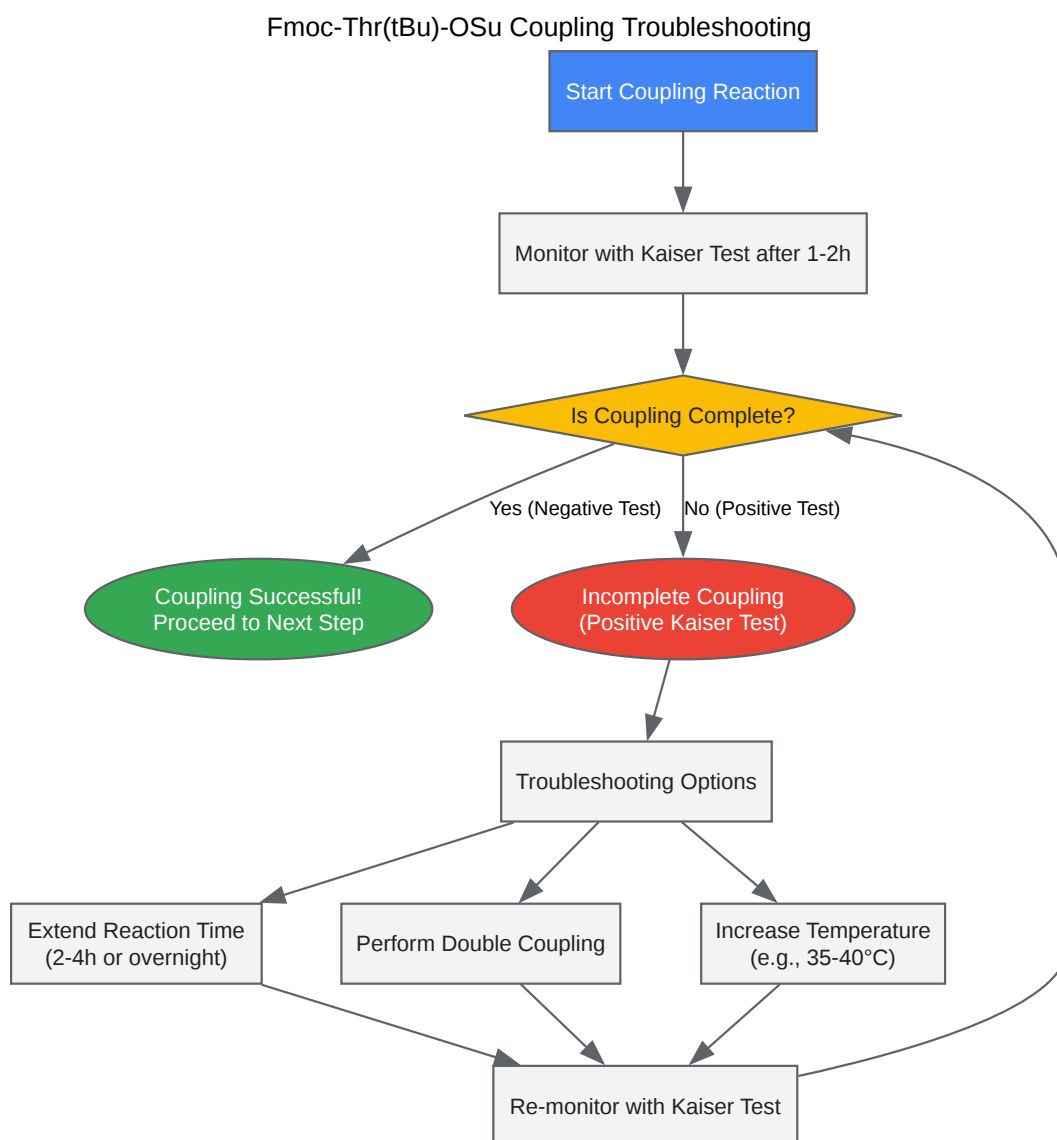 Fmoc-Thr(tBu)-OSu Coupling Troubleshooting
Start Coupling Reaction
Monitor with Kaiser Test after 1-2h
Is Coupling Complete?
Yes (Negative Test)
No (Positive Test)
Coupling Successful!
Proceed to Next Step
Incomplete Coupling
(Positive Kaiser Test)
Troubleshooting Options
Extend Reaction Time
(2-4h or overnight)
Perform Double Coupling
Increase Temperature
(e.g., 35-40°C)
Re-monitor with Kaiser Test